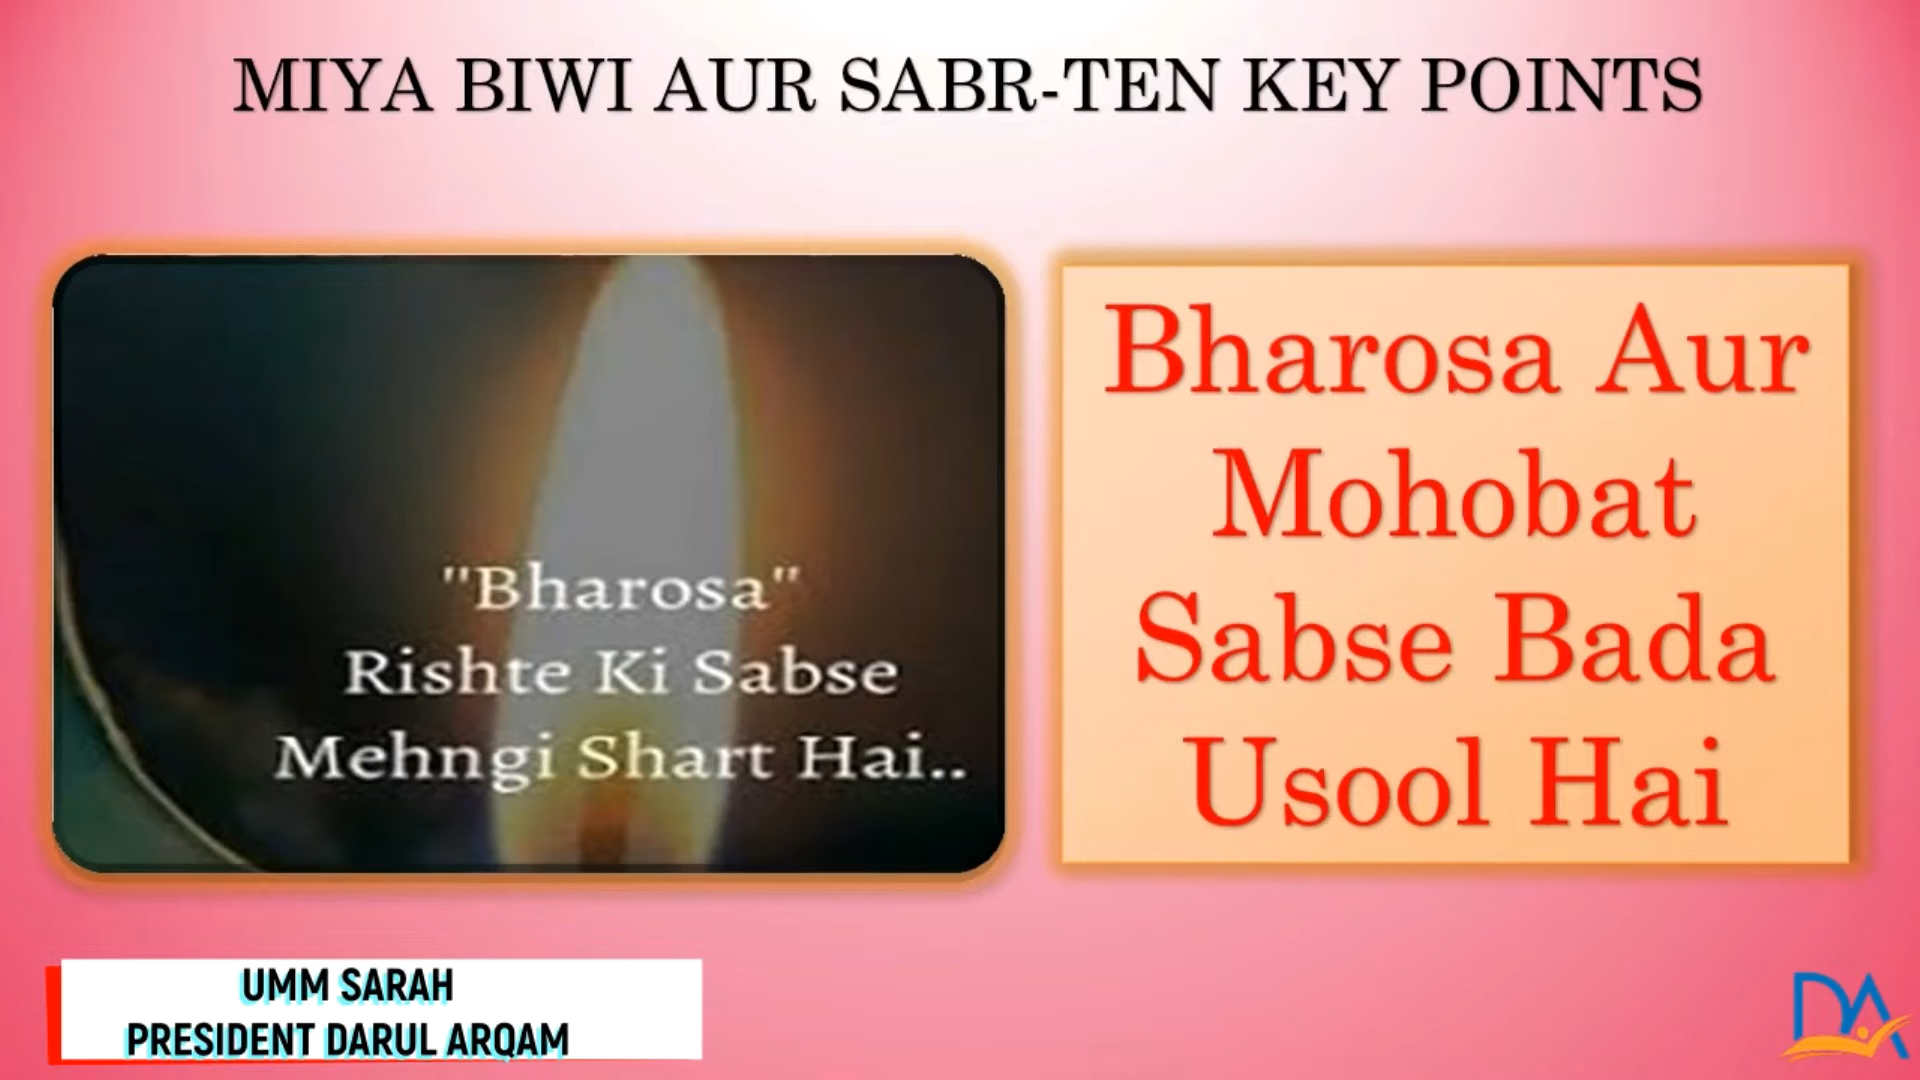 MIYA BIWI AUR SABR-TEN KEY POINTS
"Bharosa"
Rishte Ki Sabse
Mehngi Shart Hai..
Bharosa Aur
Mohobat
Sabse Bada
Usool Hai
UMM SARAH
PRESIDENT DARUL ARQAM
DA